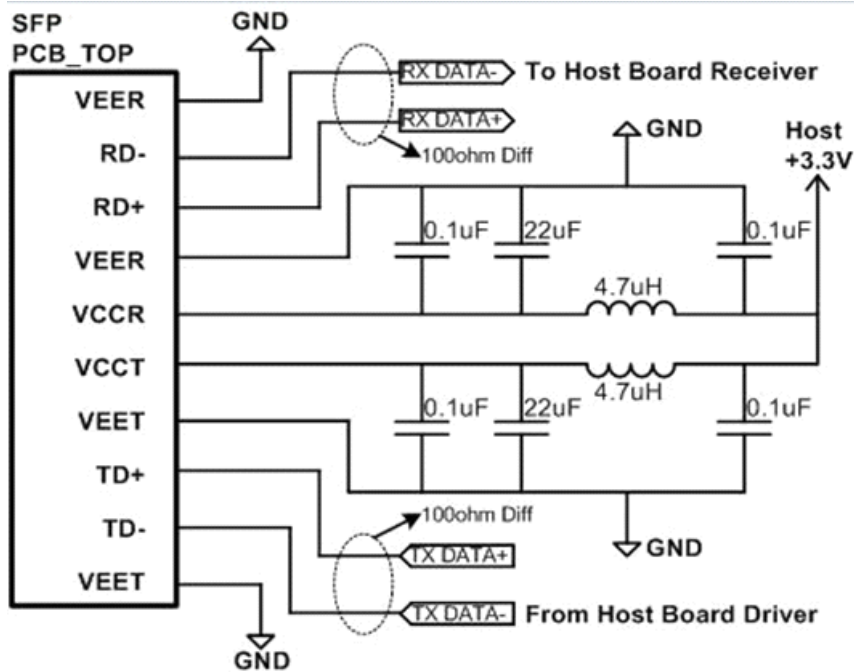 SFP
PCB_TOP
GND
VEER
RX DATA-
To Host Board Receiver
RD-
RX DATA+
100ohm Diff
GND
Host
+3.3V
RD+
VEER
0.1uF
22uF
0.1uF
4.7uH
VCCR
VCCT
4.7uH
VEET
0.1uF
22uF
0.1uF
TD+
100ohm Diff
TD-
TX DATA+
GND
VEET
TX DATA-
From Host Board Driver
GND